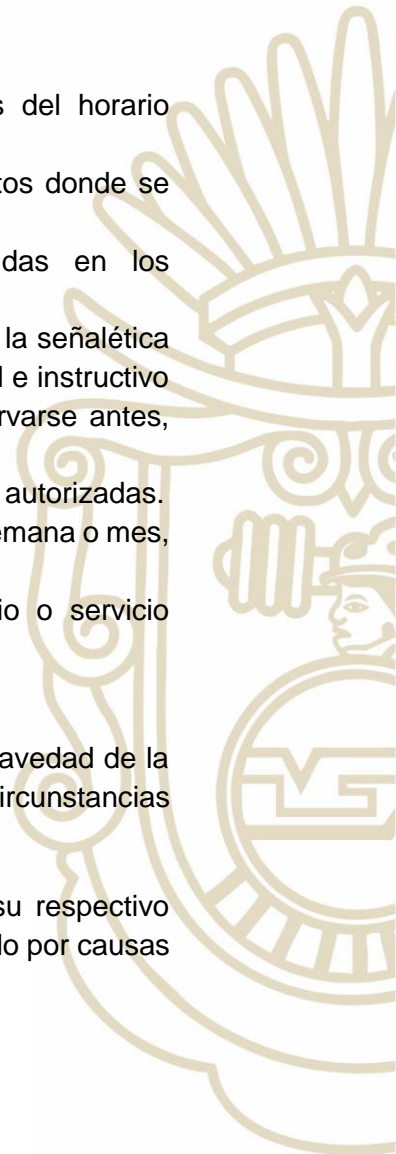 s del horario
tos donde se
das en los
la señalética
l e instructivo
rvarse antes,
autorizadas.
emana o mes,
io o servicio
avedad de la
ircunstancias
su respectivo
lo por causas